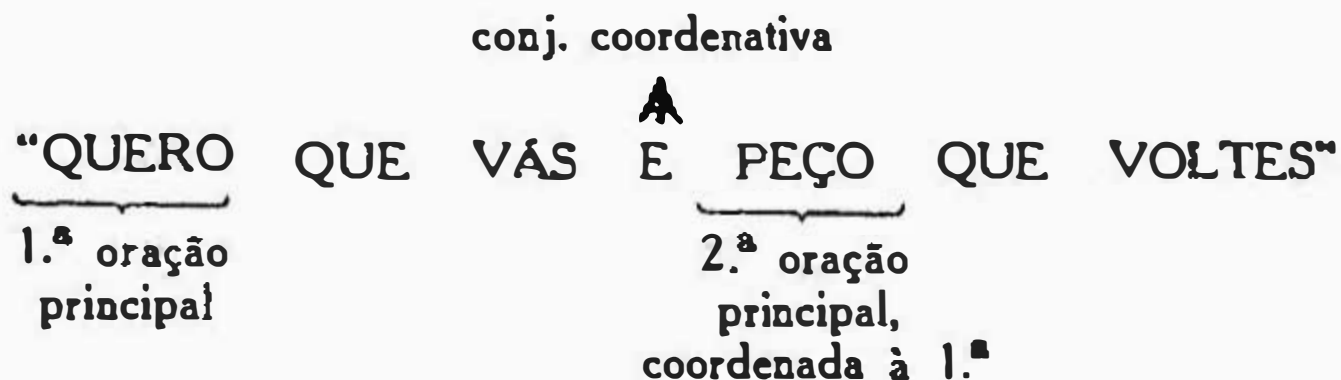 conj. coordenativa
“QUERO QUE VÁS E PEÇO QUE VOLTES”
1.ª oração
principal
2.ª oração
principal,
coordenada à 1.ª